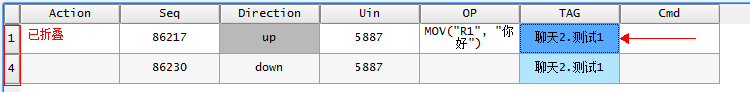 Action Seq Direction Uin OP TAG Cmd
1 已折叠 86217 up 5887 MOV("R1", "你
好") 聊天2.测试1
4 86230 down 5887 聊天2.测试1